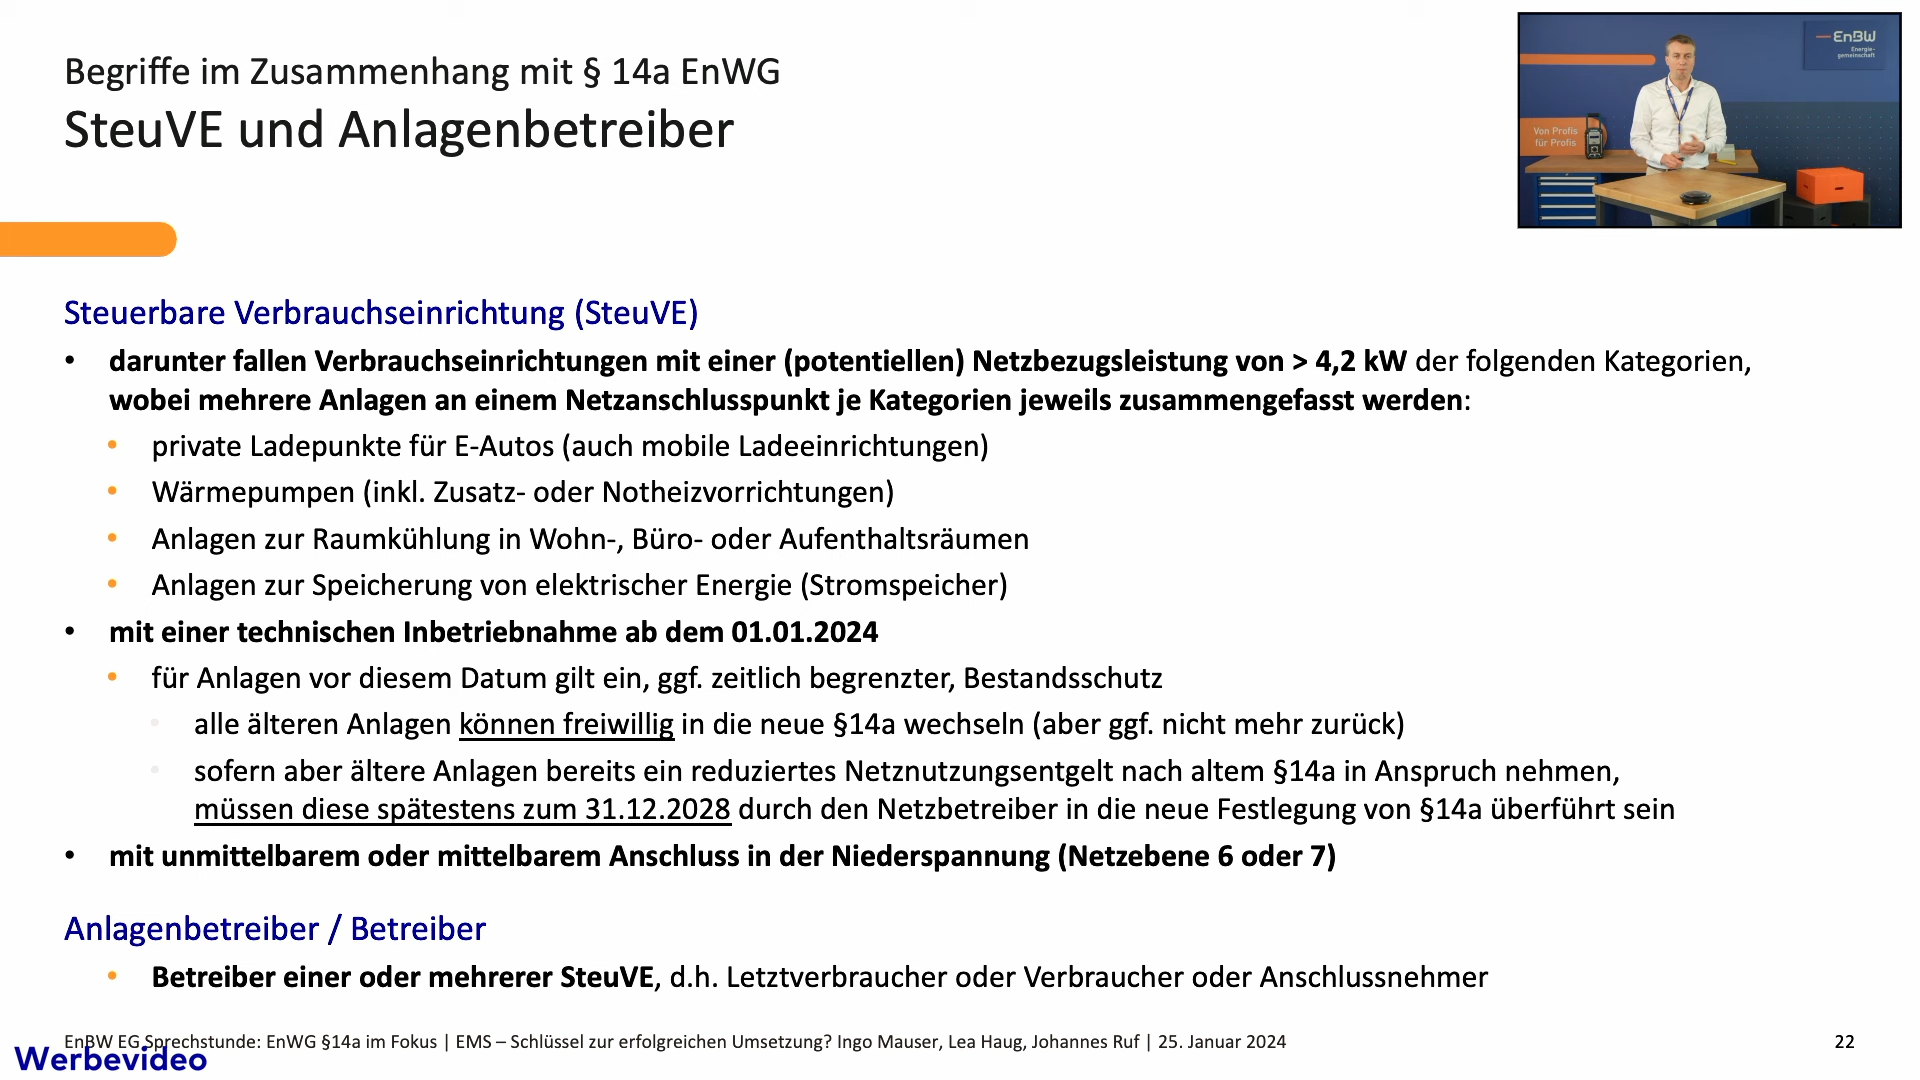 Begriffe im Zusammenhang mit § 14a EnWG
SteuVE und Anlagenbetreiber
EnBW
Energie-
gemeinschaft
Von Profis
für Profis
Steuerbare Verbrauchseinrichtung (SteuVE)
• darunter fallen Verbrauchseinrichtungen mit einer (potentiellen) Netzbezugsleistung von > 4,2 kW der folgenden Kategorien,
wobei mehrere Anlagen an einem Netzanschlusspunkt je Kategorien jeweils zusammengefasst werden:
• private Ladepunkte für E-Autos (auch mobile Ladeeinrichtungen)
• Wärmepumpen (inkl. Zusatz- oder Notheizvorrichtungen)
• Anlagen zur Raumkühlung in Wohn-, Büro- oder Aufenthaltsräumen
• Anlagen zur Speicherung von elektrischer Energie (Stromspeicher)
• mit einer technischen Inbetriebnahme ab dem 01.01.2024
• für Anlagen vor diesem Datum gilt ein, ggf. zeitlich begrenzter, Bestandsschutz
• alle älteren Anlagen können freiwillig in die neue §14a wechseln (aber ggf. nicht mehr zurück)
• sofern aber ältere Anlagen bereits ein reduziertes Netznutzungsentgelt nach altem §14a in Anspruch nehmen,
müssen diese spätestens zum 31.12.2028 durch den Netzbetreiber in die neue Festlegung von §14a überführt sein
• mit unmittelbarem oder mittelbarem Anschluss in der Niederspannung (Netzebene 6 oder 7)
Anlagenbetreiber / Betreiber
• Betreiber einer oder mehrerer SteuVE, d.h. Letztverbraucher oder Verbraucher oder Anschlussnehmer
EnBW EG Sprechstunde: EnWG §14a im Fokus | EMS – Schlüssel zur erfolgreichen Umsetzung? Ingo Mauser, Lea Haug, Johannes Ruf | 25. Januar 2024
22
Werbevideo